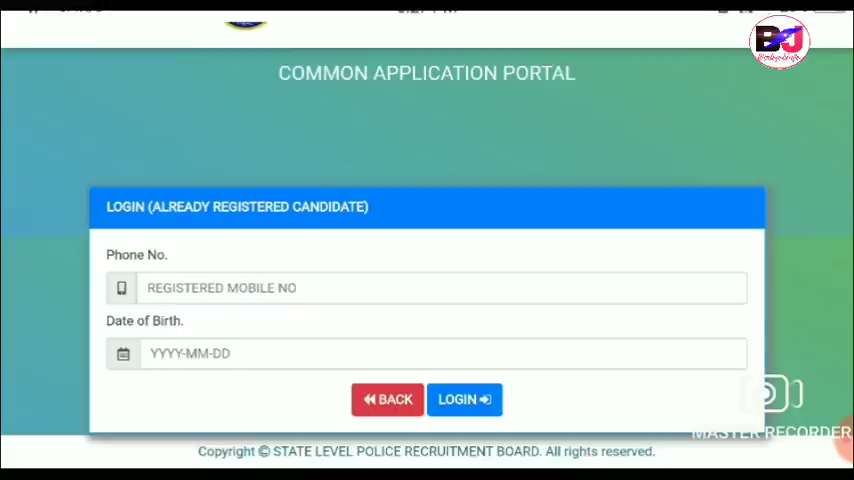 BJ
COMMON APPLICATION PORTAL
LOGIN (ALREADY REGISTERED CANDIDATE)
Phone No.
REGISTERED MOBILE NO
Date of Birth.
YYYY-MM-DD
BACK
LOGIN
MASTER RECORDER
Copyright © STATE LEVEL POLICE RECRUITMENT BOARD. All rights reserved.